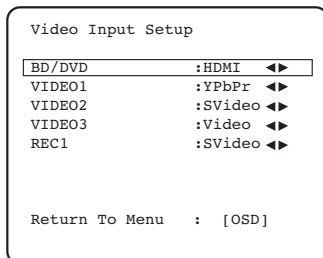 Video Input Setup
BD/DVD :HDMI ◄►
VIDEO1 :YPbPr ◄►
VIDEO2 :SVideo ◄►
VIDEO3 :Video ◄►
REC1 :SVideo ◄►
Return To Menu : [OSD]